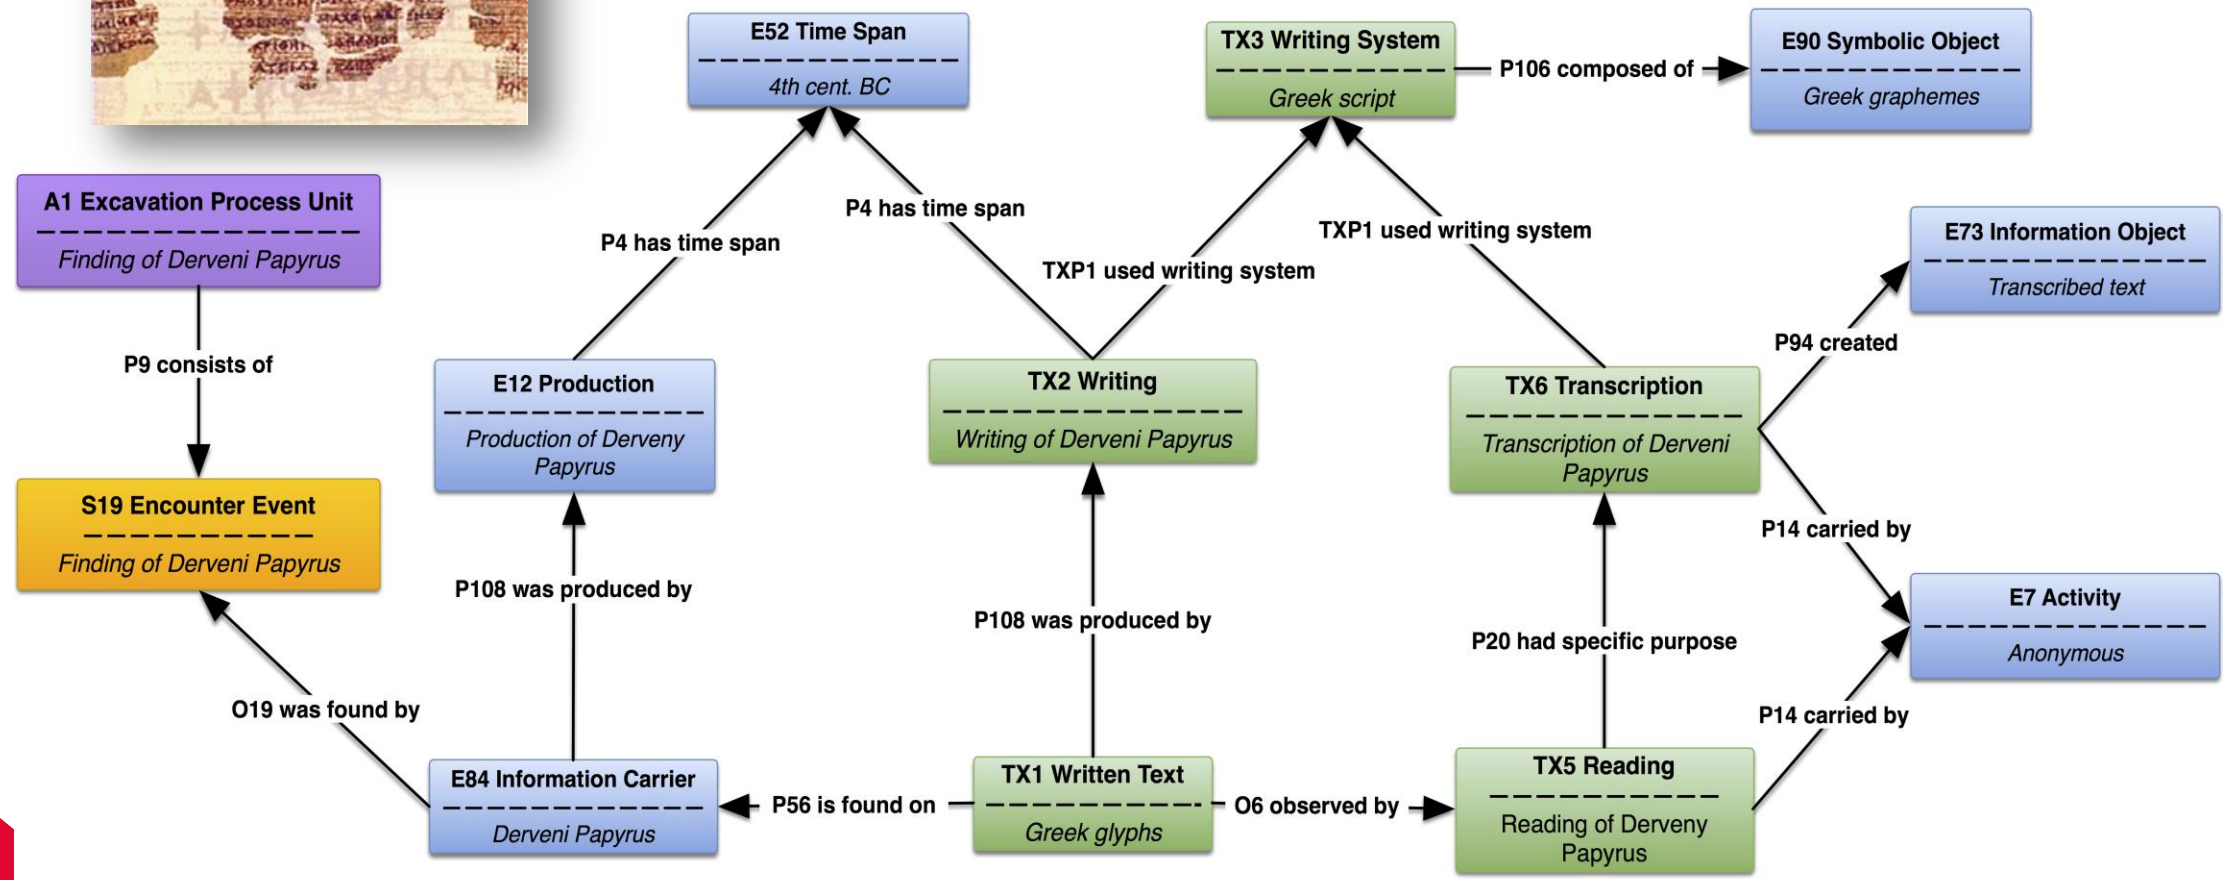 E52 Time Span
4th cent. BC
TX3 Writing System
Greek script
P106 composed of
E90 Symbolic Object
Greek graphemes
A1 Excavation Process Unit
Finding of Derveni Papyrus
P4 has time span
P4 has time span
TXP1 used writing system
TXP1 used writing system
E73 Information Object
Transcribed text
P9 consists of
P94 created
E12 Production
Production of Derveny
Papyrus
TX2 Writing
Writing of Derveni Papyrus
TX6 Transcription
Transcription of Derveni
Papyrus
S19 Encounter Event
Finding of Derveni Papyrus
P14 carried by
P108 was produced by
P108 was produced by
P20 had specific purpose
E7 Activity
Anonymous
O19 was found by
P14 carried by
E84 Information Carrier
Derveni Papyrus
P56 is found on
TX1 Written Text
Greek glyphs
O6 observed by
TX5 Reading
Reading of Derveny
Papyrus